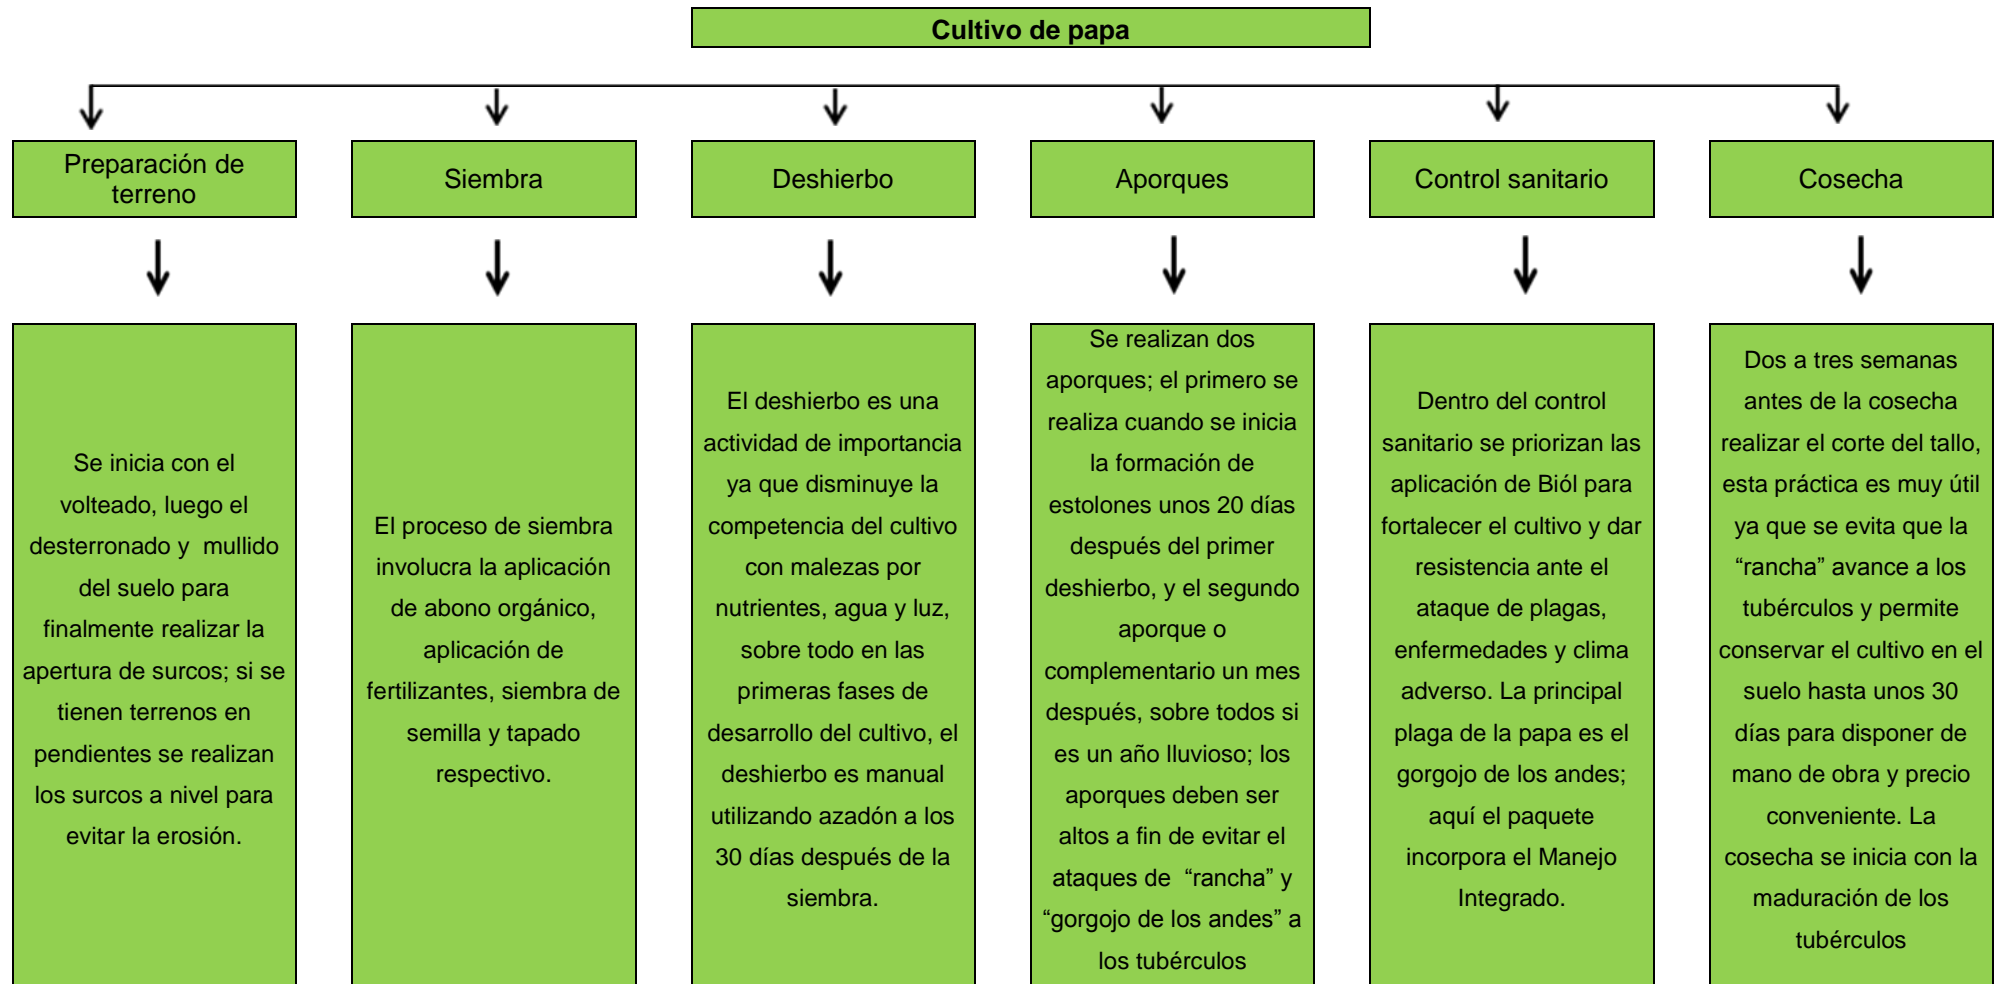 Cultivo de papa
Preparación de
terreno
Siembra
Deshierbo
Aporques
Control sanitario
Cosecha
Se inicia con el
volteado, luego el
desterronado y  mullido
del suelo para
finalmente realizar la
apertura de surcos; si se
tienen terrenos en
pendientes se realizan
los surcos a nivel para
evitar la erosión.
El proceso de siembra
involucra la aplicación
de abono orgánico,
aplicación de
fertilizantes, siembra de
semilla y tapado
respectivo.
El deshierbo es una
actividad de importancia
ya que disminuye la
competencia del cultivo
con malezas por
nutrientes, agua y luz,
sobre todo en las
primeras fases de
desarrollo del cultivo, el
deshierbo es manual
utilizando azadón a los
30 días después de la
siembra.
Se realizan dos
aporques; el primero se
realiza cuando se inicia
la formación de
estolones unos 20 días
después del primer
deshierbo, y el segundo
aporque o
complementario un mes
después, sobre todos si
es un año lluvioso; los
aporques deben ser
altos a fin de evitar el
ataques de  “rancha” y
“gorgojo de los andes” a
los tubérculos
Dentro del control
sanitario se priorizan las
aplicación de Biól para
fortalecer el cultivo y dar
resistencia ante el
ataque de plagas,
enfermedades y clima
adverso. La principal
plaga de la papa es el
gorgojo de los andes;
aquí el paquete
incorpora el Manejo
Integrado.
Dos a tres semanas
antes de la cosecha
realizar el corte del tallo,
esta práctica es muy útil
ya que se evita que la
“rancha” avance a los
tubérculos y permite
conservar el cultivo en el
suelo hasta unos 30
días para disponer de
mano de obra y precio
conveniente. La
cosecha se inicia con la
maduración de los
tubérculos